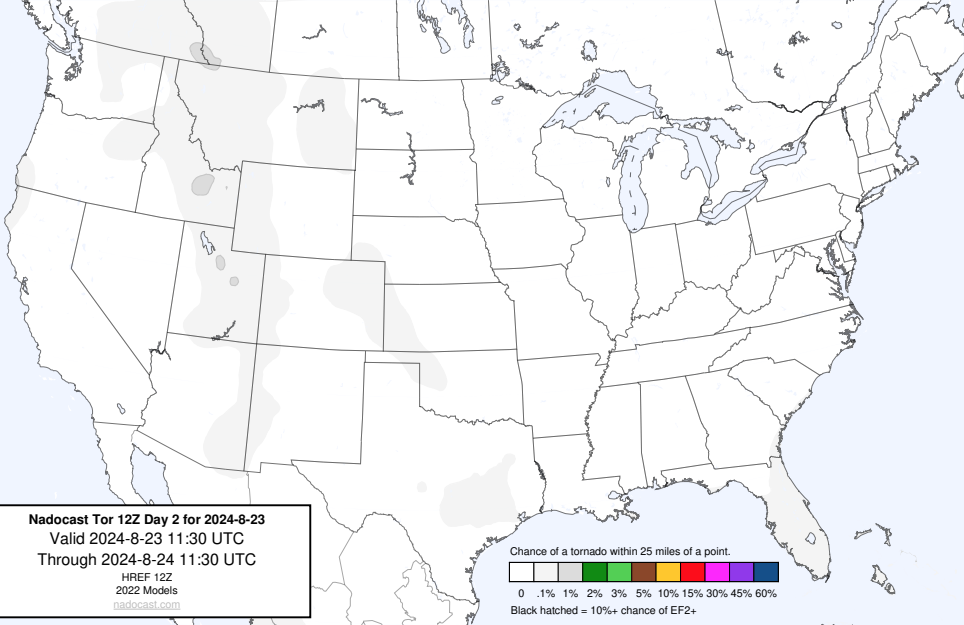 Nadocast Tor 12Z Day 2 for 2024-8-23
Valid 2024-8-23 11:30 UTC
Through 2024-8-24 11:30 UTC
HREF 12Z
2022 Models
nadocast.com
Chance of a tornado within 25 miles of a point.
0 .1% 1% 2% 3% 5% 10% 15% 30% 45% 60%
Black hatched = 10%+ chance of EF2+